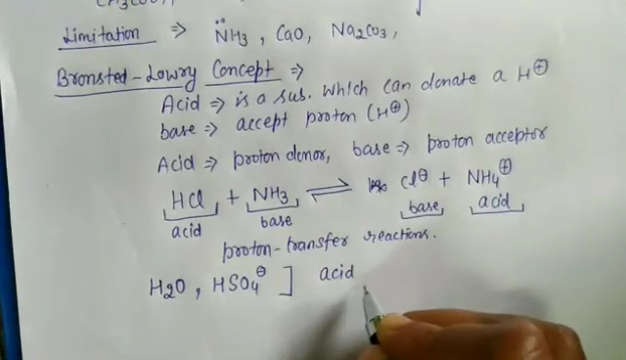 CH3COO
Limitation ⇒ N̈H3, CaO, Na2CO3,
Bronsted-Lowry Concept ⇒
Acid ⇒ is a sus. which can donate a H⊕
base ⇒ accept proton (H⊕)
Acid ⇒ proton donor, base ⇒ proton acceptor
HCl + NH3 ⇌ Cl⊖ + NH4⊕
acid base base acid
proton-transfer reactions.
H2O, HSO4⊖ ] acid